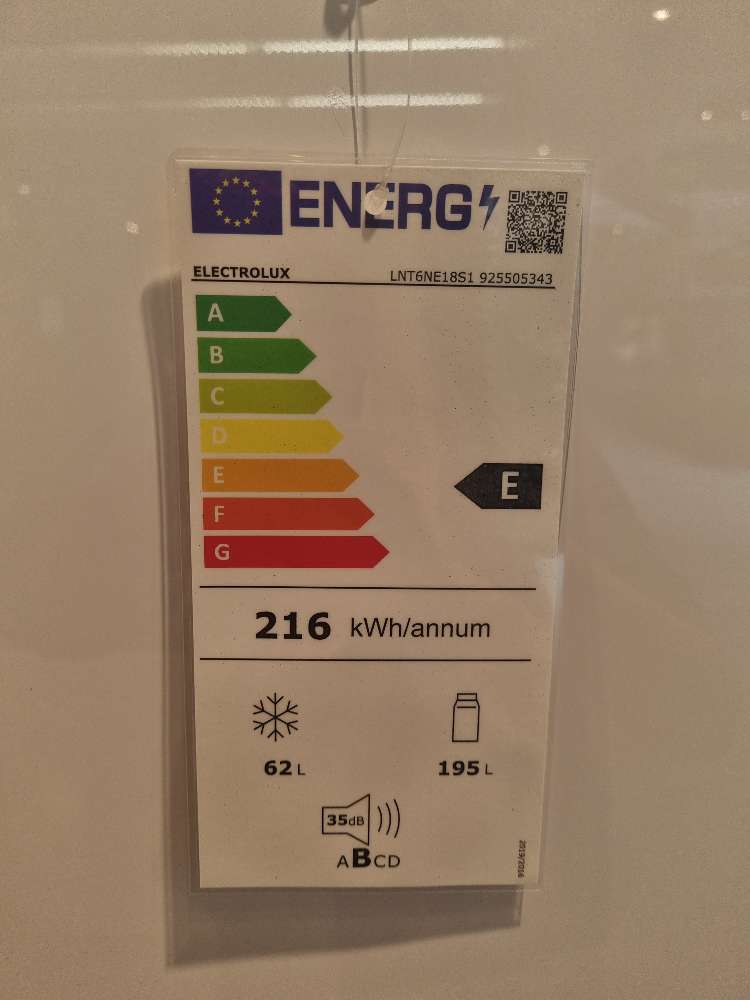 ENERG
ELECTROLUX LNT6NE18S1 925505343
A
B
C
D
E
E
F
G
216 kWh/annum
62 L 195 L
35dB
ABCD
2019/2016